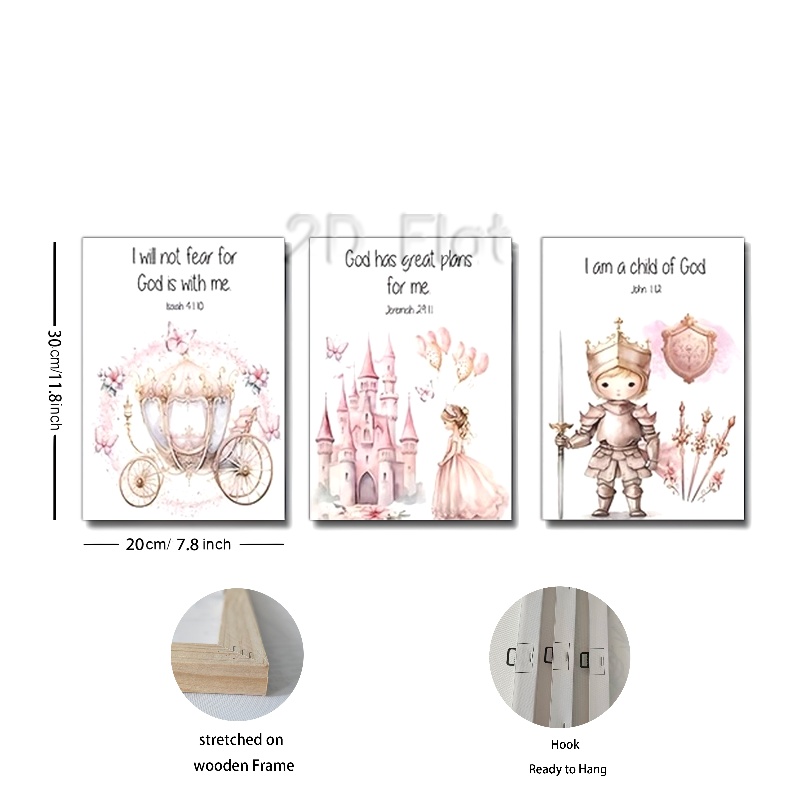 2D Flat
I will not fear for
God is with me.
Isaiah 41:10
God has great plans
for me
Jeremiah 29:11
I am a child of God
John 1:12
30cm/11.8inch
20cm/ 7.8 inch
stretched on
wooden Frame
Hook
Ready to Hang